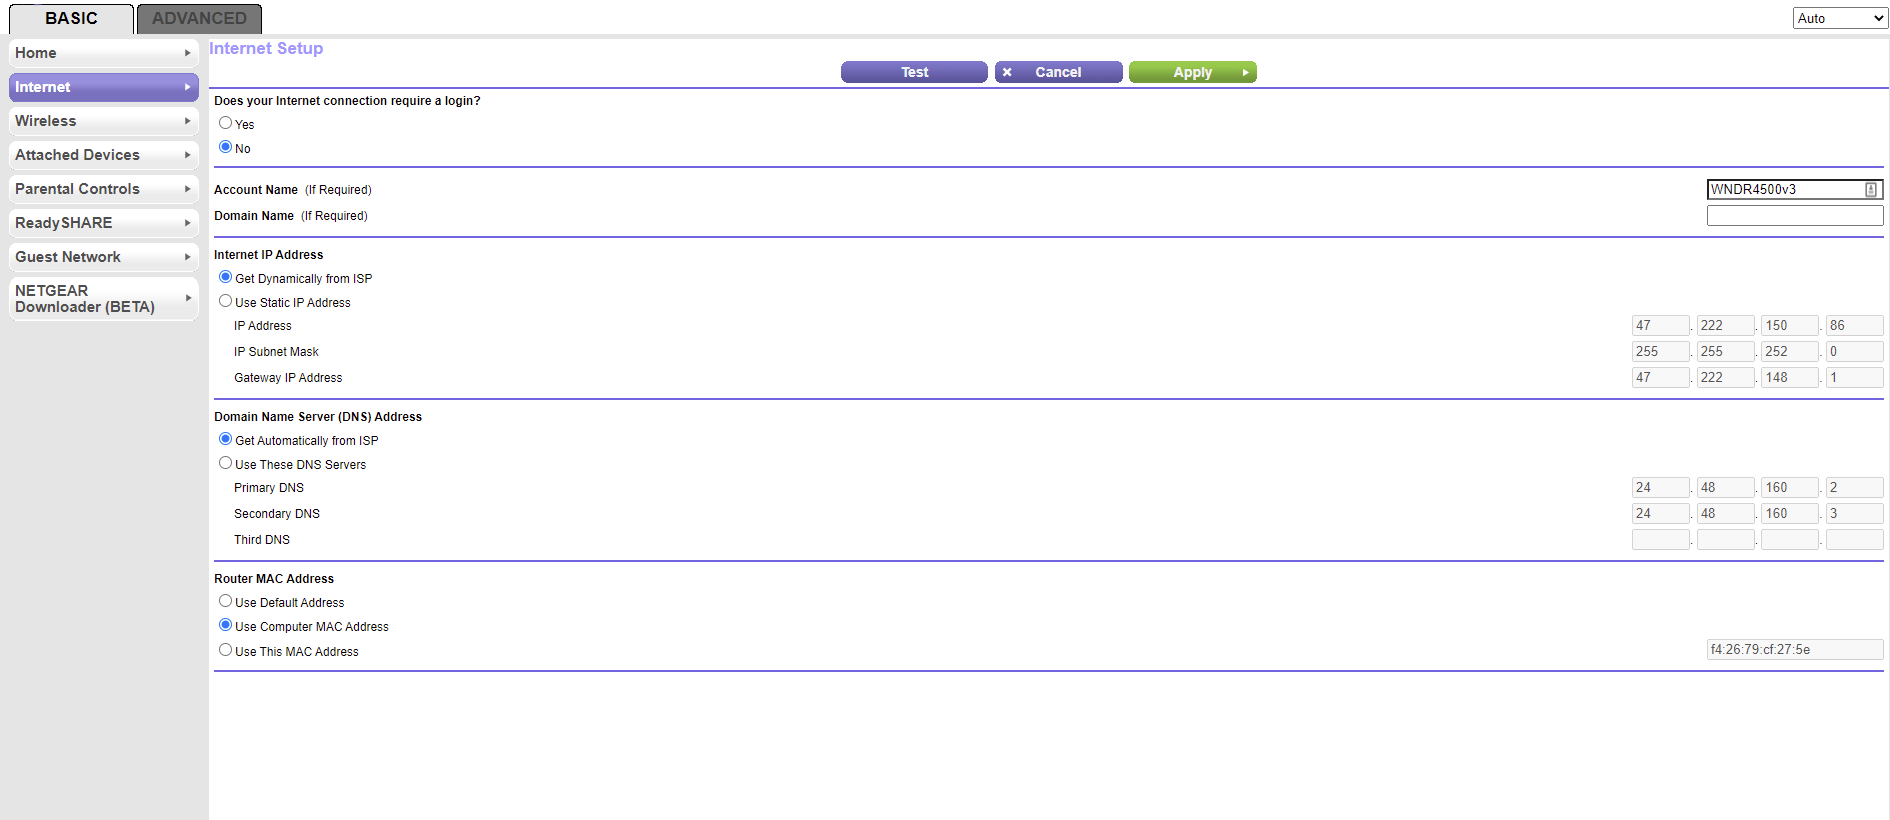 BASIC ADVANCED Auto
Home
Internet
Wireless
Attached Devices
Parental Controls
ReadySHARE
Guest Network
NETGEAR
Downloader (BETA)
Internet Setup
Test Cancel Apply
Does your Internet connection require a login?
Yes
No
Account Name (If Required) WNDR4500v3
Domain Name (If Required)
Internet IP Address
Get Dynamically from ISP
Use Static IP Address
IP Address 47 . 222 . 150 . 86
IP Subnet Mask 255 . 255 . 252 . 0
Gateway IP Address 47 . 222 . 148 . 1
Domain Name Server (DNS) Address
Get Automatically from ISP
Use These DNS Servers
Primary DNS 24 . 48 . 160 . 2
Secondary DNS 24 . 48 . 160 . 3
Third DNS . . .
Router MAC Address
Use Default Address
Use Computer MAC Address
Use This MAC Address f4:26:79:cf:27:5e